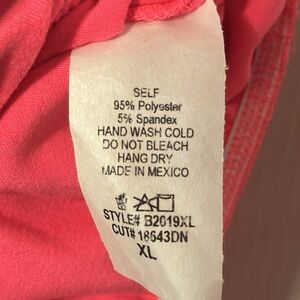 SELF
95% Polyester
5% Spandex
HAND WASH COLD
DO NOT BLEACH
HANG DRY
MADE IN MEXICO
STYLE# B2019XL
CUT# 18643DN
XL